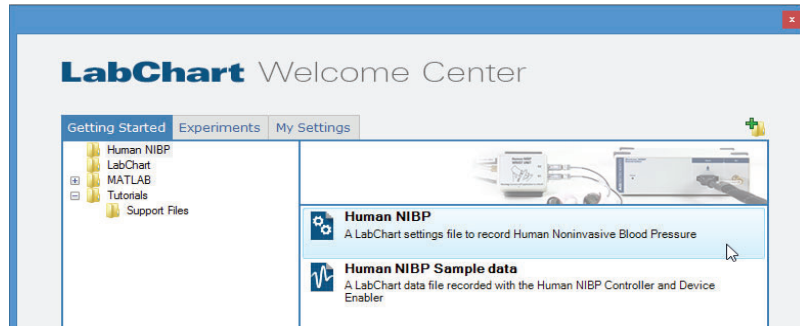 x
LabChart Welcome Center
Getting Started Experiments My Settings
Human NIBP
LabChart
MATLAB
Tutorials
Support Files
Human NIBP
A LabChart settings file to record Human Noninvasive Blood Pressure
Human NIBP Sample data
A LabChart data file recorded with the Human NIBP Controller and Device
Enabler